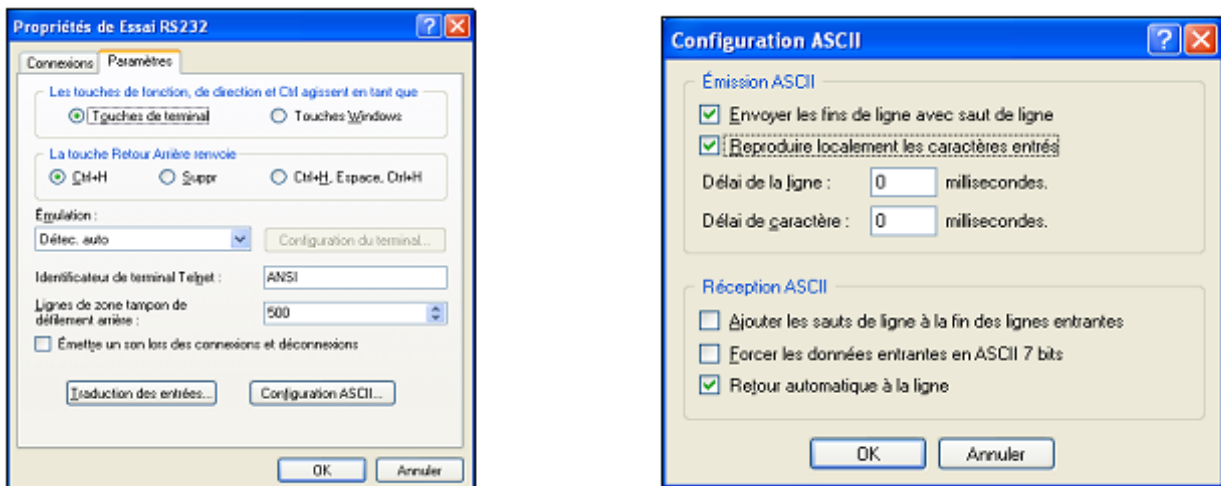 Propriétés de Essai RS232
Connexions Paramètres
Les touches de fonction, de direction et Ctrl agissent en tant que
Touches de terminal Touches Windows
La touche Retour Arrière renvoie
Ctrl+H Suppr Ctrl+H, Espace, Ctrl+H
Émulation :
Détec. auto Configuration du terminal...
Identificateur de terminal Telnet : ANSI
Lignes de zone tampon de
défilement arrière : 500
Émettre un son lors des connexions et déconnexions
Traduction des entrées... Configuration ASCII...
OK Annuler
Configuration ASCII
Émission ASCII
Envoyer les fins de ligne avec saut de ligne
Reproduire localement les caractères entrés
Délai de la ligne : 0 millisecondes.
Délai de caractère : 0 millisecondes.
Réception ASCII
Ajouter les sauts de ligne à la fin des lignes entrantes
Forcer les données entrantes en ASCII 7 bits
Retour automatique à la ligne
OK Annuler